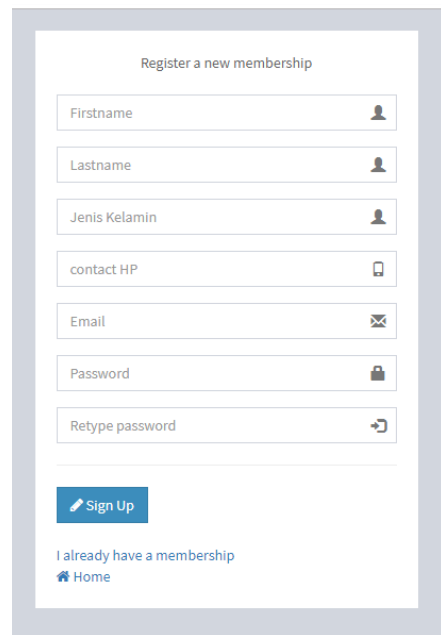 Register a new membership
Firstname
Lastname
Jenis Kelamin
contact HP
Email
Password
Retype password
Sign Up
I already have a membership
Home